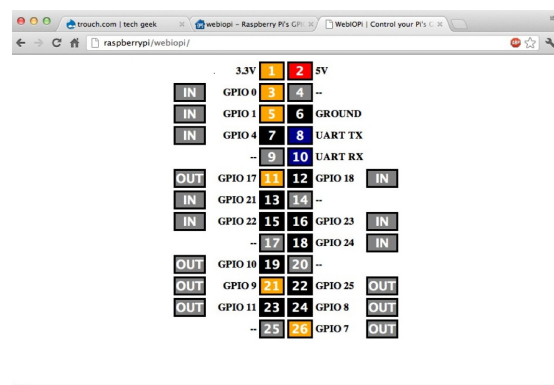 trouch.com | tech geek
webiopi - Raspberry Pi's GPIO
WebIOPi | Control your Pi's G
raspberrypi/webiopi/
3.3V 1 2 5V
IN GPIO 0 3 4 --
IN GPIO 1 5 6 GROUND
IN GPIO 4 7 8 UART TX
-- 9 10 UART RX
OUT GPIO 17 11 12 GPIO 18 IN
IN GPIO 21 13 14 --
IN GPIO 22 15 16 GPIO 23 IN
-- 17 18 GPIO 24 IN
OUT GPIO 10 19 20 --
OUT GPIO 9 21 22 GPIO 25 OUT
OUT GPIO 11 23 24 GPIO 8 OUT
-- 25 26 GPIO 7 OUT